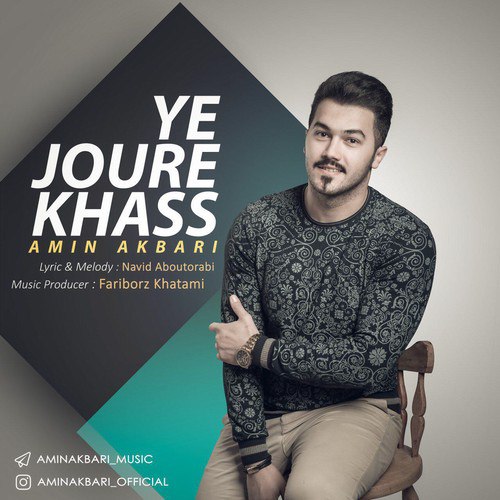 YE
JOURE
KHASS
AMIN AKBARI
Lyric & Melody : Navid Aboutorabi
Music Producer : Fariborz Khatami
AMINAKBARI_MUSIC
AMINAKBARI_OFFICIAL